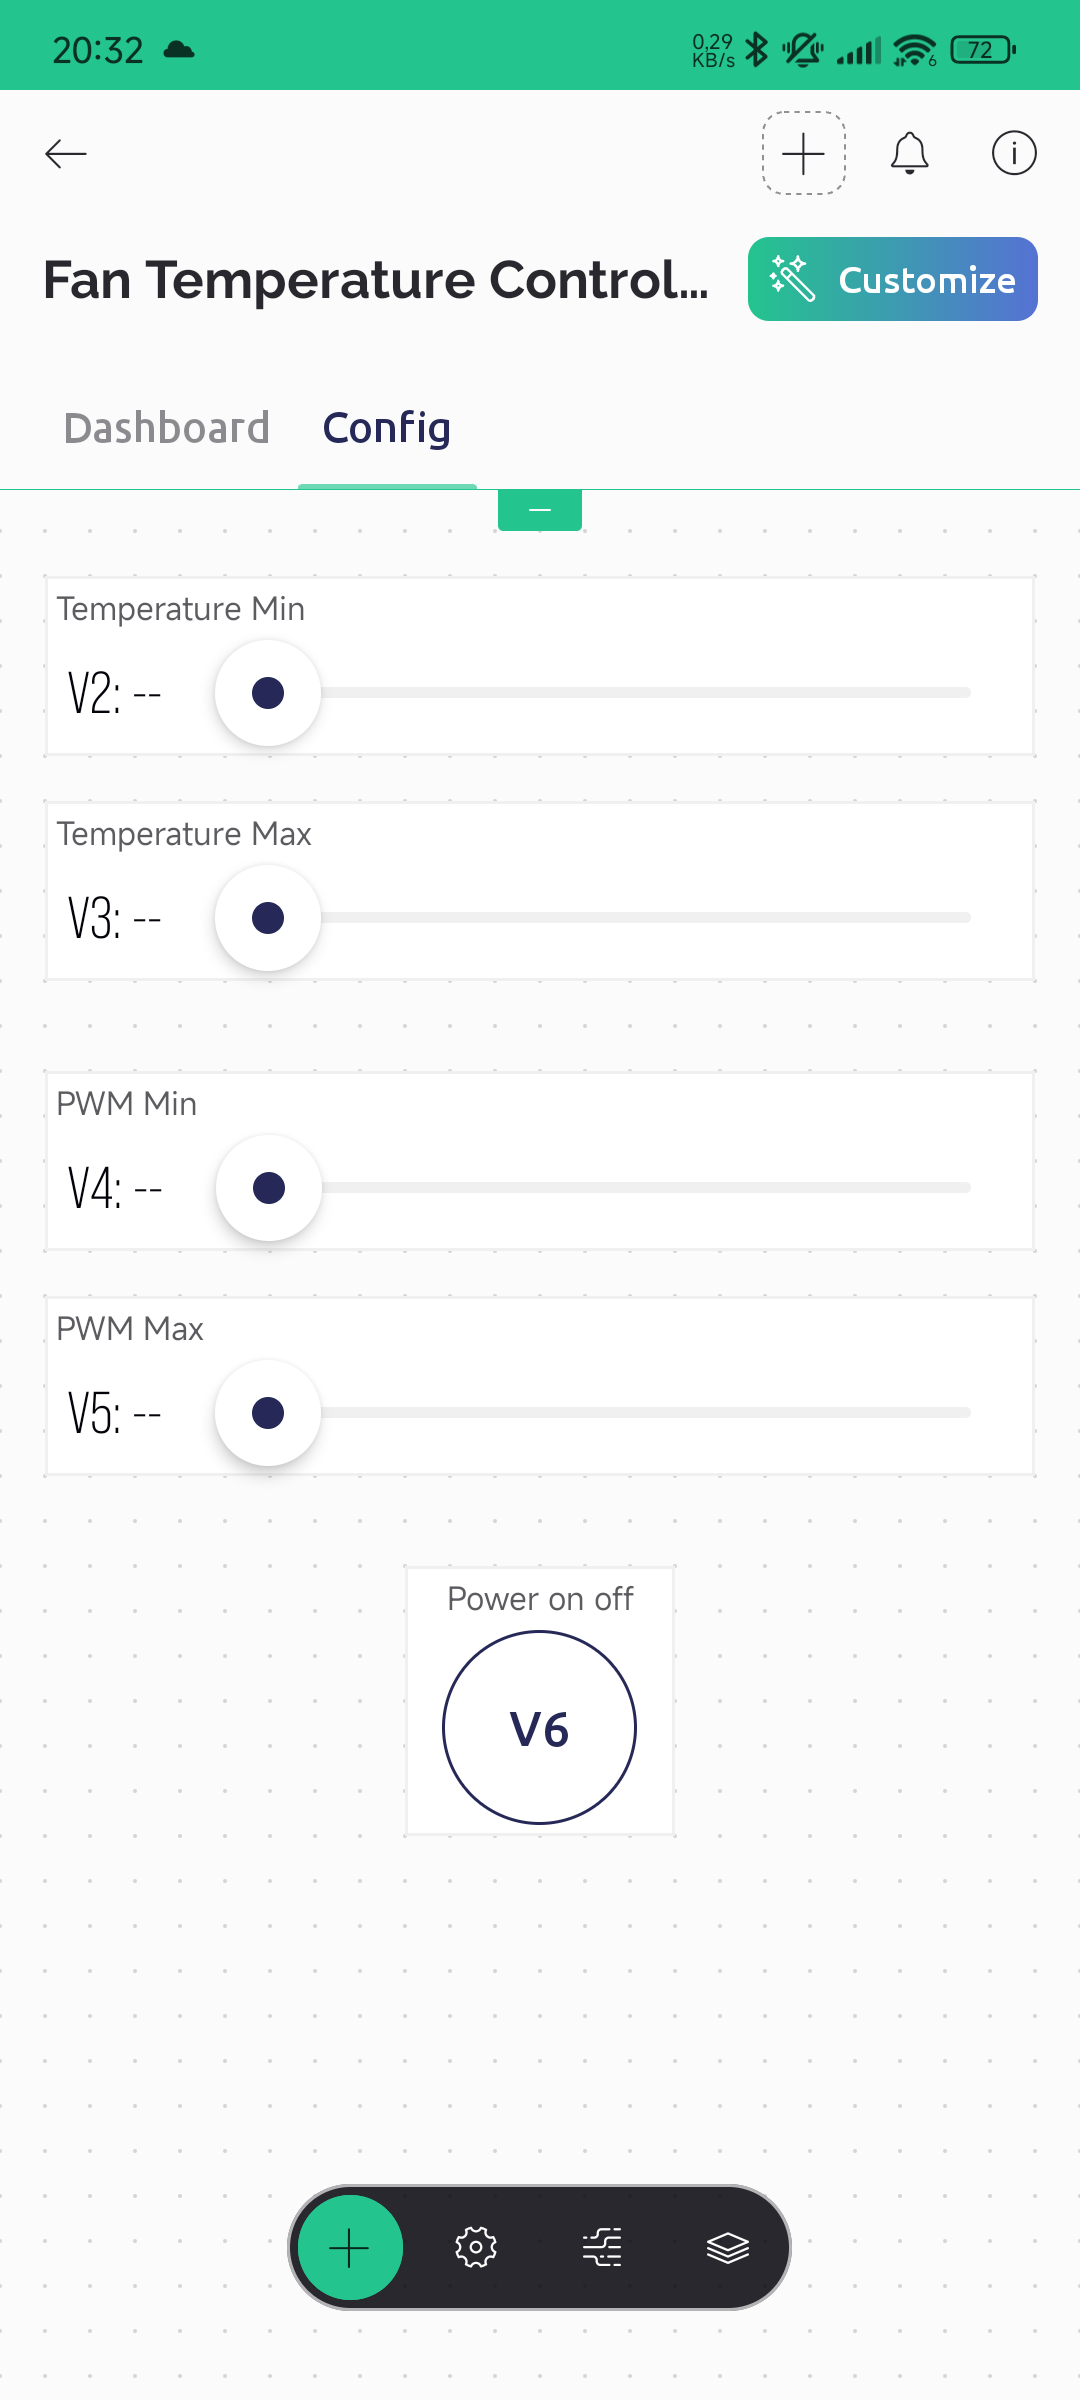 20:32
0,29
KB/s
6
72
Fan Temperature Control...
Customize
Dashboard
Config
Temperature Min
V2: --
Temperature Max
V3: --
PWM Min
V4: --
PWM Max
V5: --
Power on off
V6